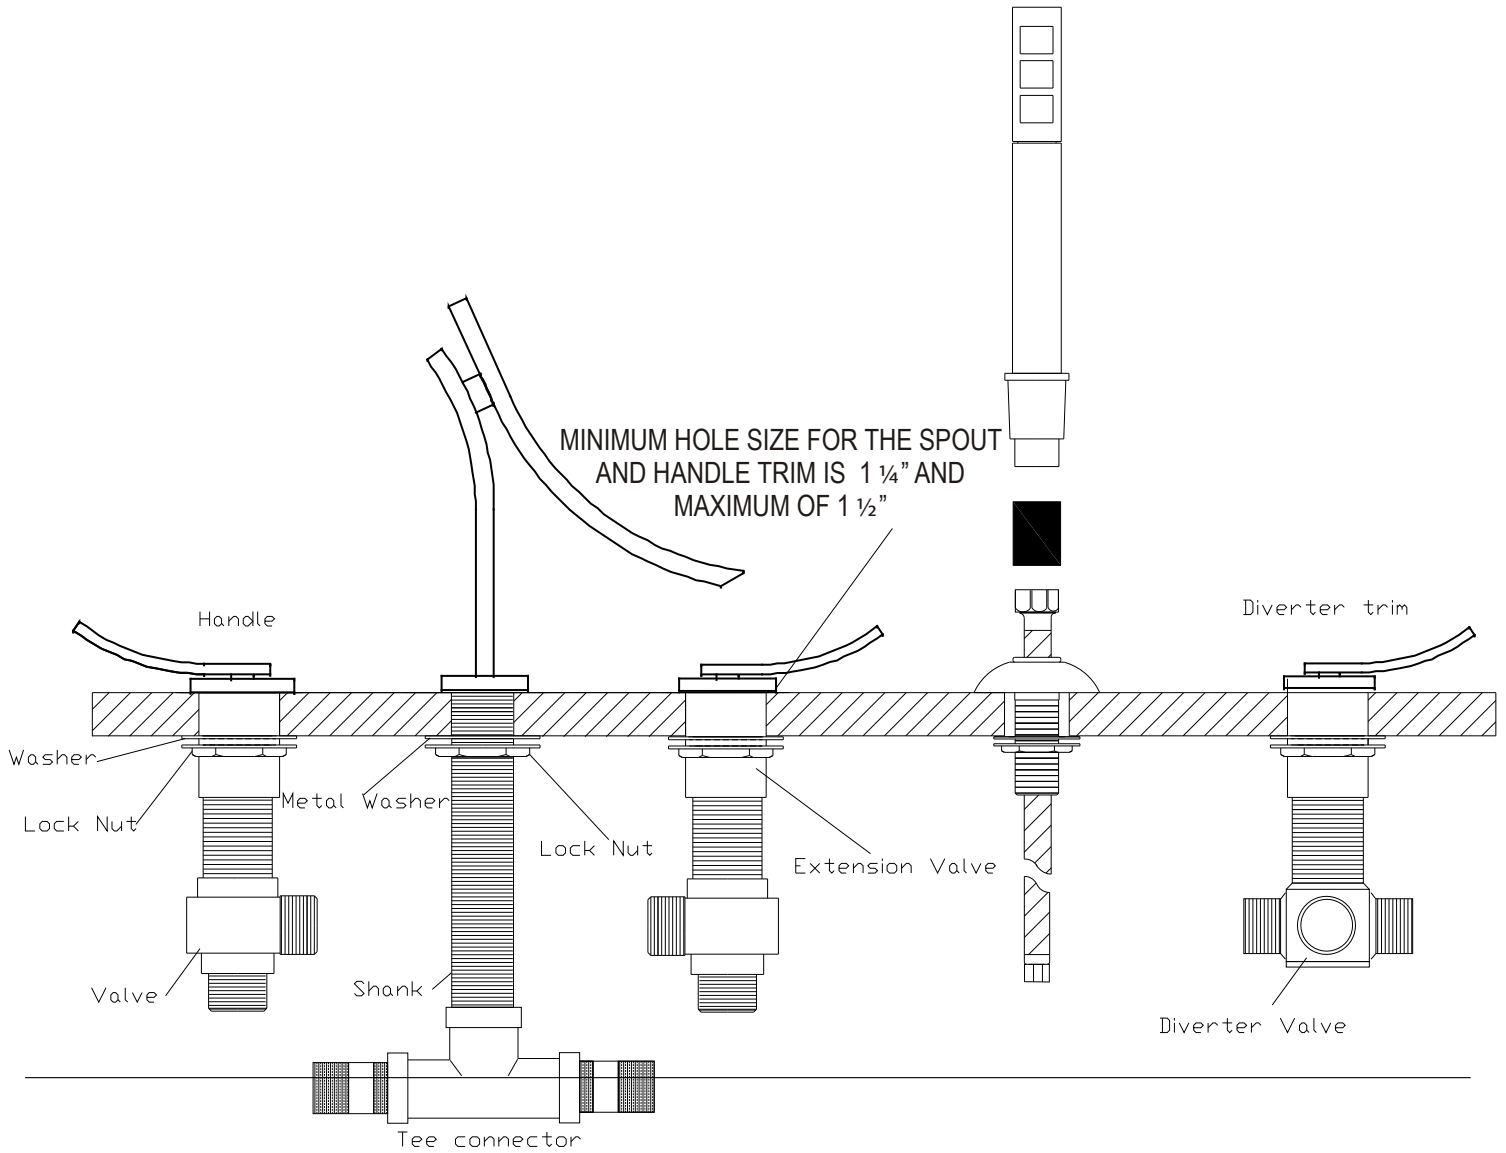 MINIMUM HOLE SIZE FOR THE SPOUT
AND HANDLE TRIM IS 1 ¼” AND
MAXIMUM OF 1 ½”
Handle
Diverter trim
Washer
Metal Washer
Lock Nut
Lock Nut
Extension Valve
Valve
Shank
Diverter Valve
Tee connector